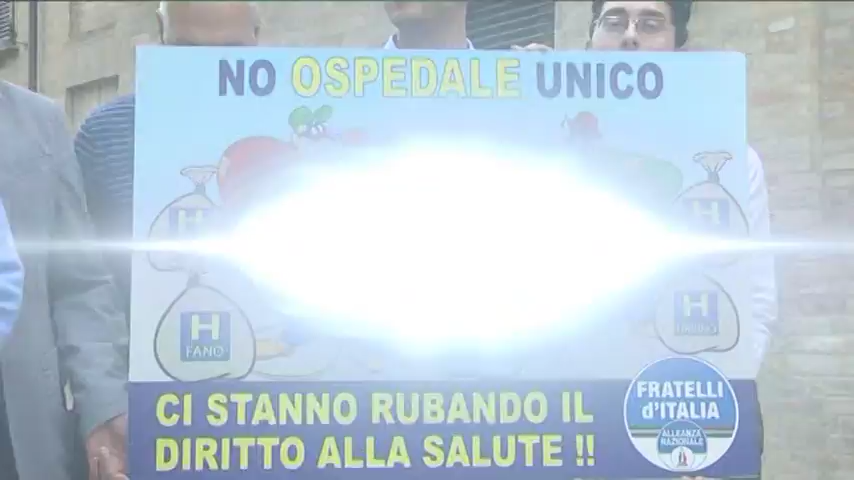 NO OSPEDALE UNICO
H
H
H
FANO
H
CI STANNO RUBANDO IL
DIRITTO ALLA SALUTE !!
FRATELLI
d'ITALIA
ALLEANZA
NAZIONALE